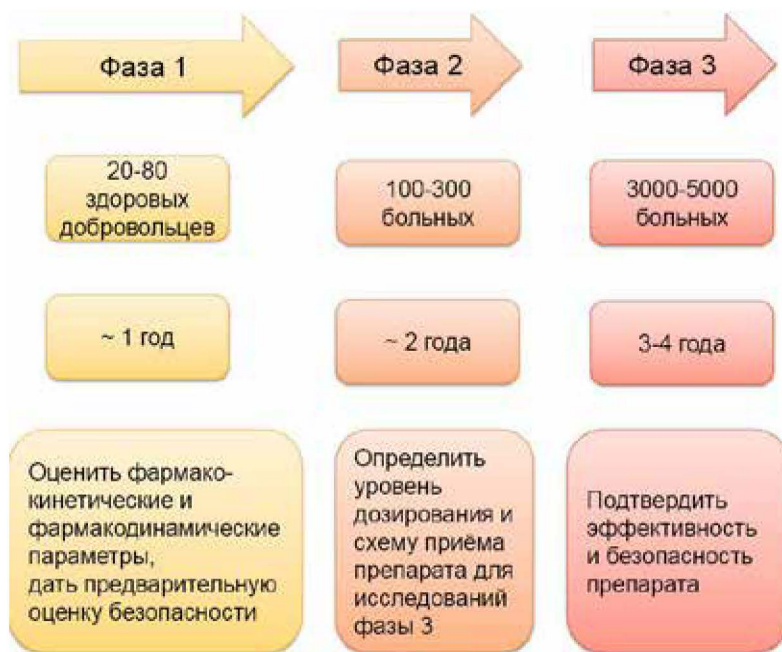 Фаза 1
Фаза 2
Фаза 3
20-80
здоровых
добровольцев
100-300
больных
3000-5000
больных
~ 1 год
~ 2 года
3-4 года
Оценить фармако-
кинетические и
фармакодинамические
параметры,
дать предварительную
оценку безопасности
Определить
уровень
дозирования и
схему приёма
препарата для
исследований
фазы 3
Подтвердить
эффективность
и безопасность
препарата